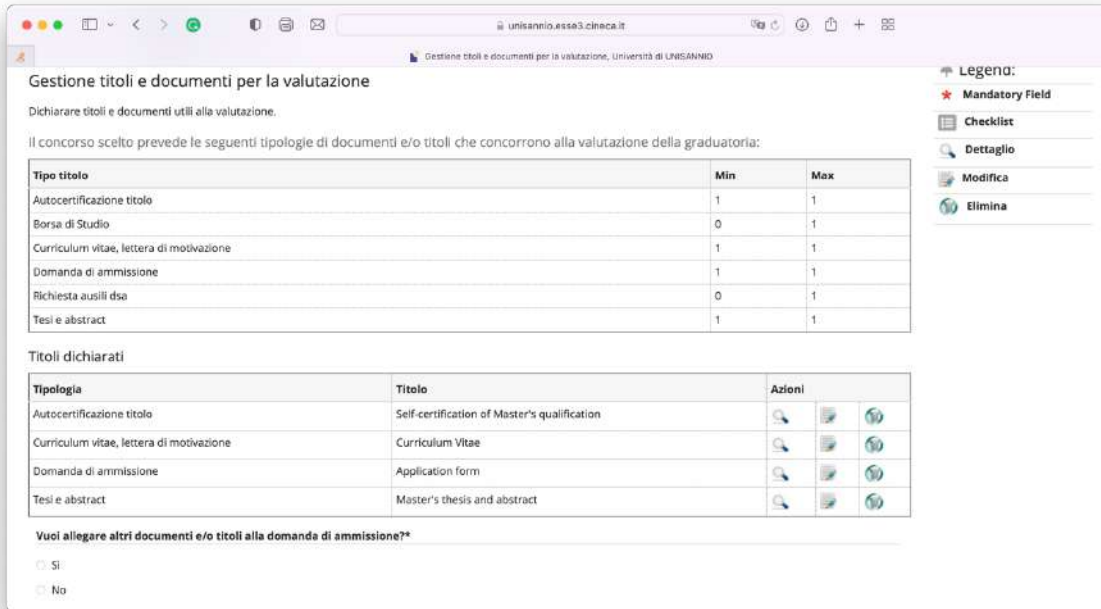 unisannio.esse3.cineca.it
Gestione titoli e documenti per la valutazione, Università di UNISANNIO
Gestione titoli e documenti per la valutazione
Dichiarare titoli e documenti utili alla valutazione.
Il concorso scelto prevede le seguenti tipologie di documenti e/o titoli che concorrono alla valutazione della graduatoria:
Tipo titolo Min Max
Autocertificazione titolo 1 1
Borsa di Studio 0 1
Curriculum vitae, lettera di motivazione 1 1
Domanda di ammissione 1 1
Richiesta ausili dsa 0 1
Tesi e abstract 1 1
Titoli dichiarati
Tipologia Titolo Azioni
Autocertificazione titolo Self-certification of Master's qualification
Curriculum vitae, lettera di motivazione Curriculum Vitae
Domanda di ammissione Application form
Tesi e abstract Master's thesis and abstract
Vuoi allegare altri documenti e/o titoli alla domanda di ammissione?*
Sì
No
Legend:
Mandatory Field
Checklist
Dettaglio
Modifica
Elimina